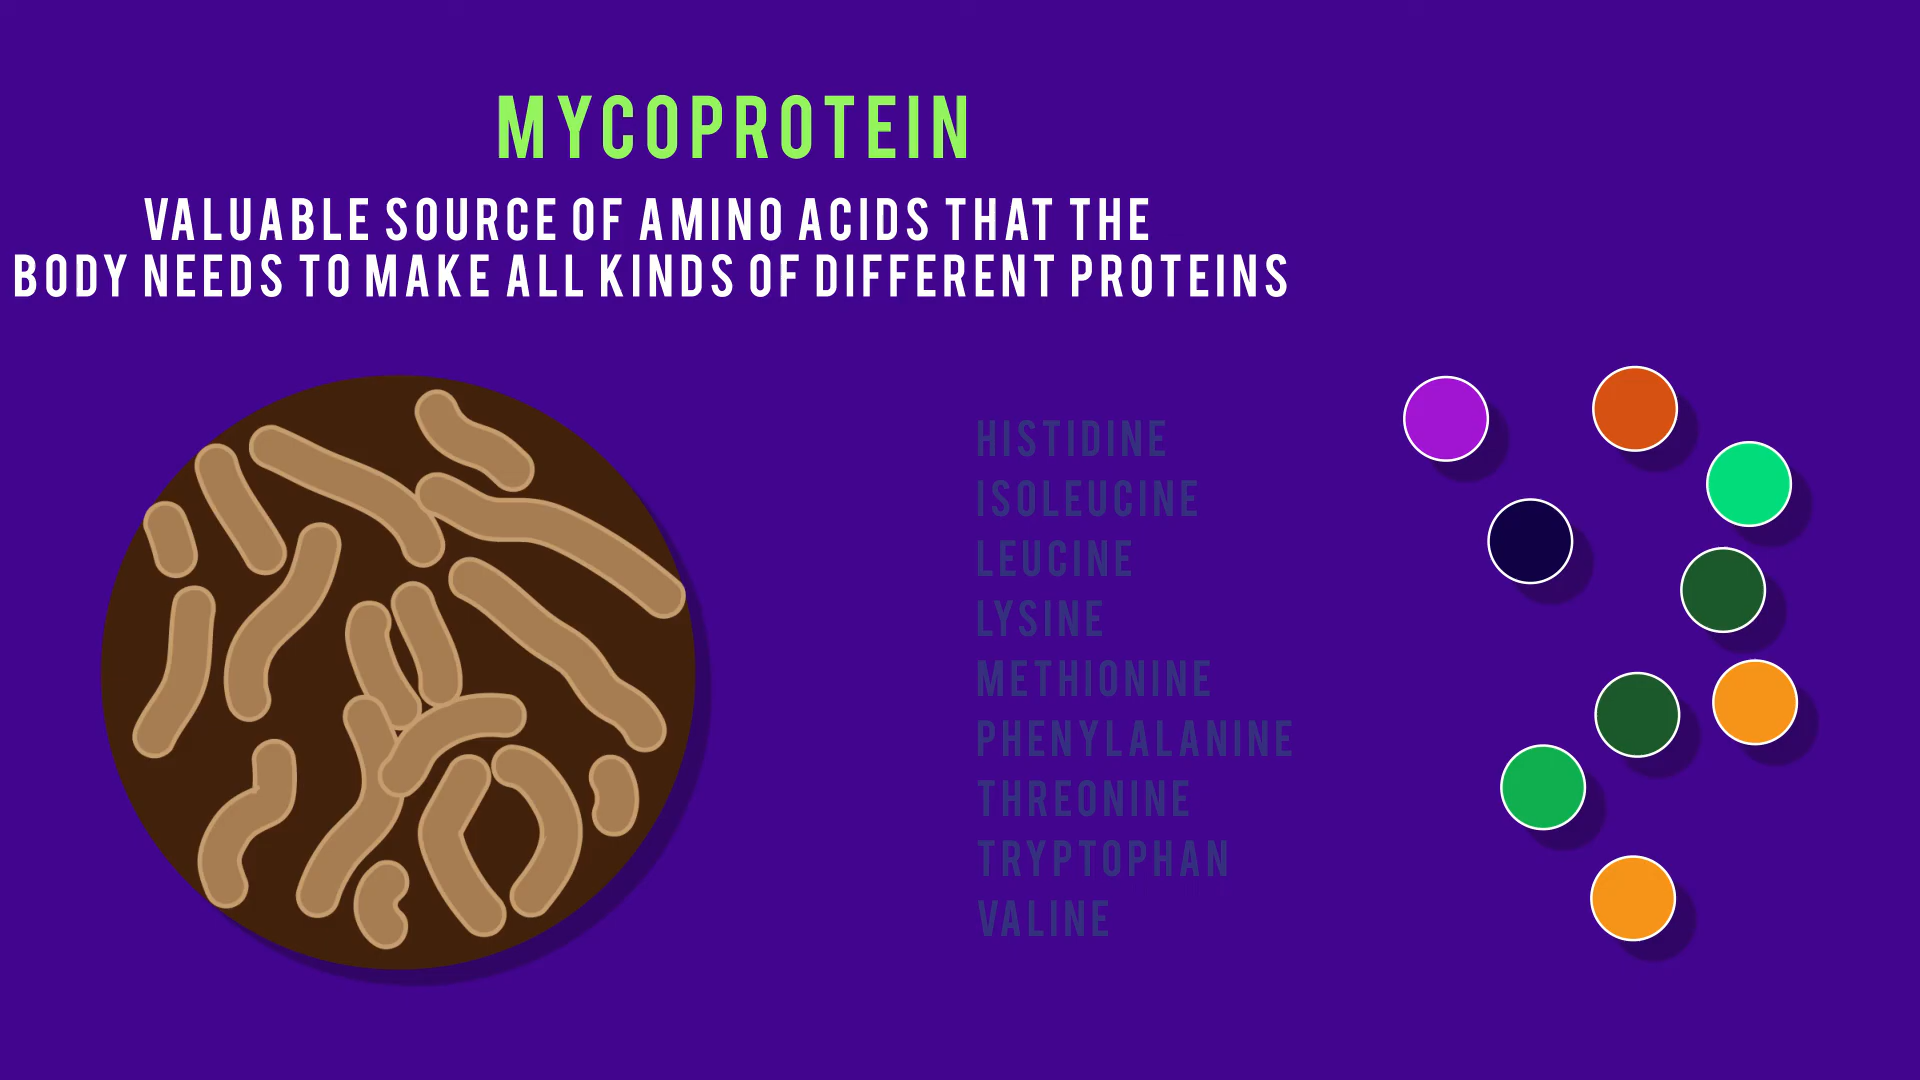 MYCOPROTEIN
VALUABLE SOURCE OF AMINO ACIDS THAT THE
BODY NEEDS TO MAKE ALL KINDS OF DIFFERENT PROTEINS
HISTIDINE
ISOLEUCINE
LEUCINE
LYSINE
METHIONINE
PHENYLALANINE
THREONINE
TRYPTOPHAN
VALINE